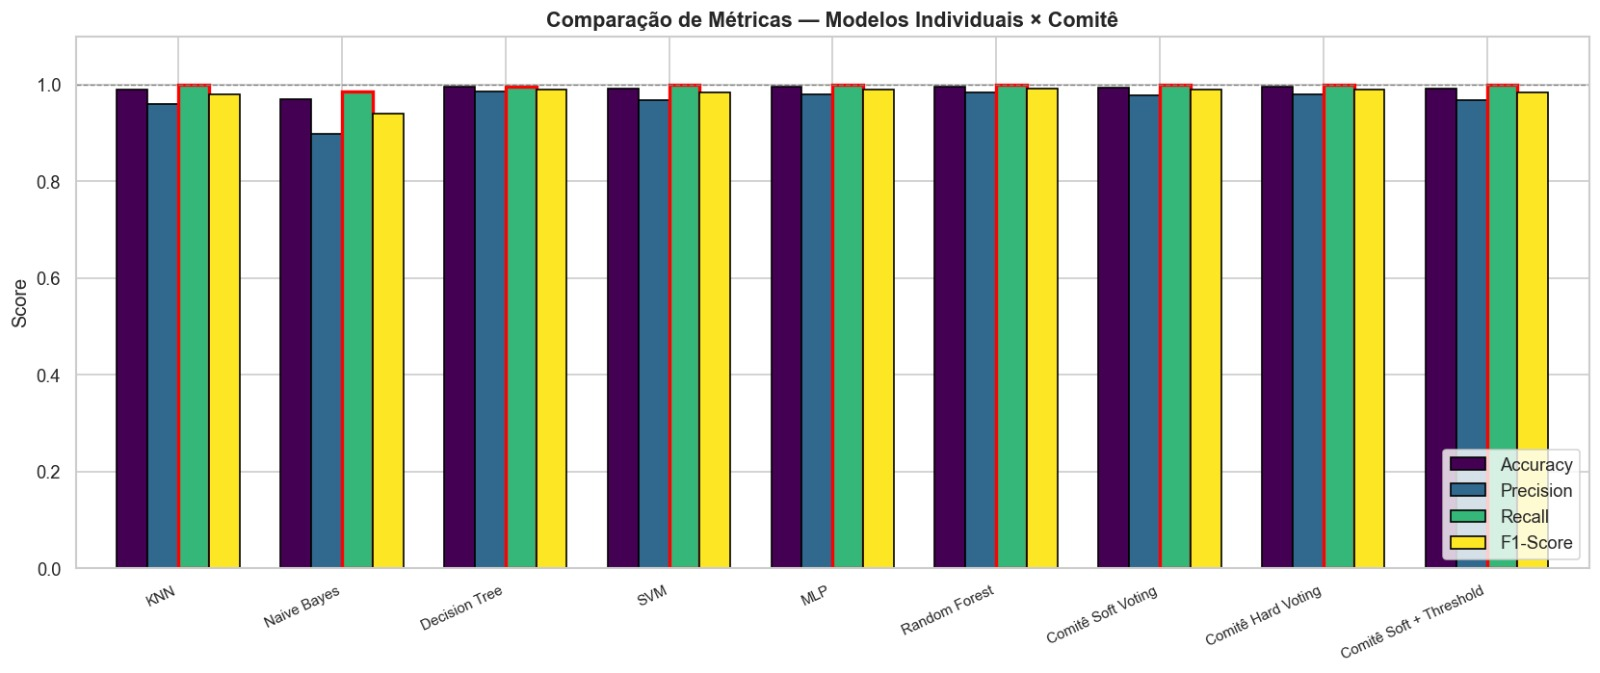 Comparação de Métricas — Modelos Individuais × Comitê
Score
1.0
0.8
0.6
0.4
0.2
0.0
KNN
Naive Bayes
Decision Tree
SVM
MLP
Random Forest
Comitê Soft Voting
Comitê Hard Voting
Comitê Soft + Threshold
Accuracy
Precision
Recall
F1-Score